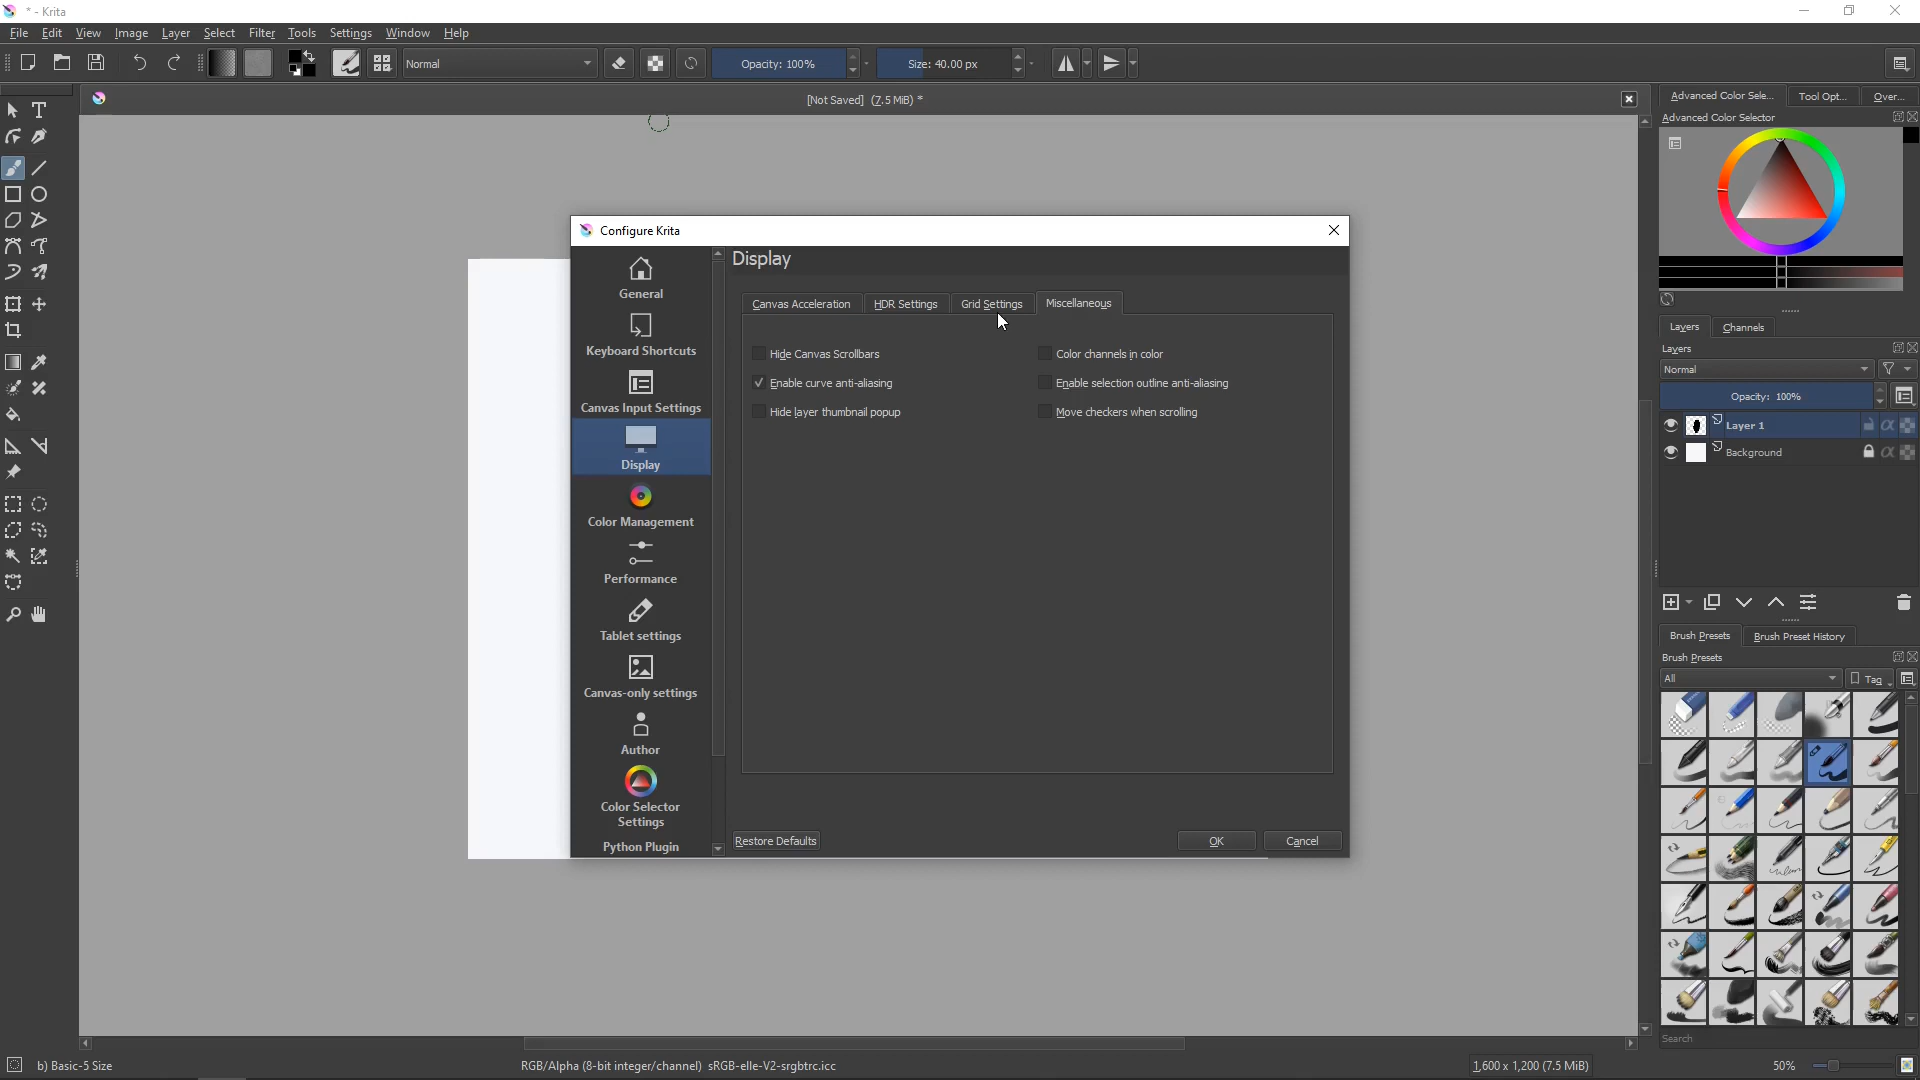 * - Krita
File Edit View Image Layer Select Filter Tools Settings Window Help
Normal Opacity: 100% Size: 40.00 px
[Not Saved] (7.5 MiB) *
Advanced Color Sele... Tool Opt... Over...
Advanced Color Selector
Configure Krita
Display
General
Keyboard Shortcuts
Canvas Input Settings
Display
Color Management
Performance
Tablet settings
Canvas-only settings
Author
Color Selector
Settings
Python Plugin
Canvas Acceleration HDR Settings Grid Settings Miscellaneous
Hide Canvas Scrollbars Color channels in color
Enable curve anti-aliasing Enable selection outline anti-aliasing
Hide layer thumbnail popup Move checkers when scrolling
Restore Defaults OK Cancel
Layers Channels
Layers
Normal
Opacity: 100%
Layer 1
Background
Brush Presets Brush Preset History
Brush Presets
All Tag
Search
b) Basic-5 Size RGB/Alpha (8-bit integer/channel) sRGB-elle-V2-srgbtrc.icc 1,600 x 1,200 (7.5 MiB) 50%